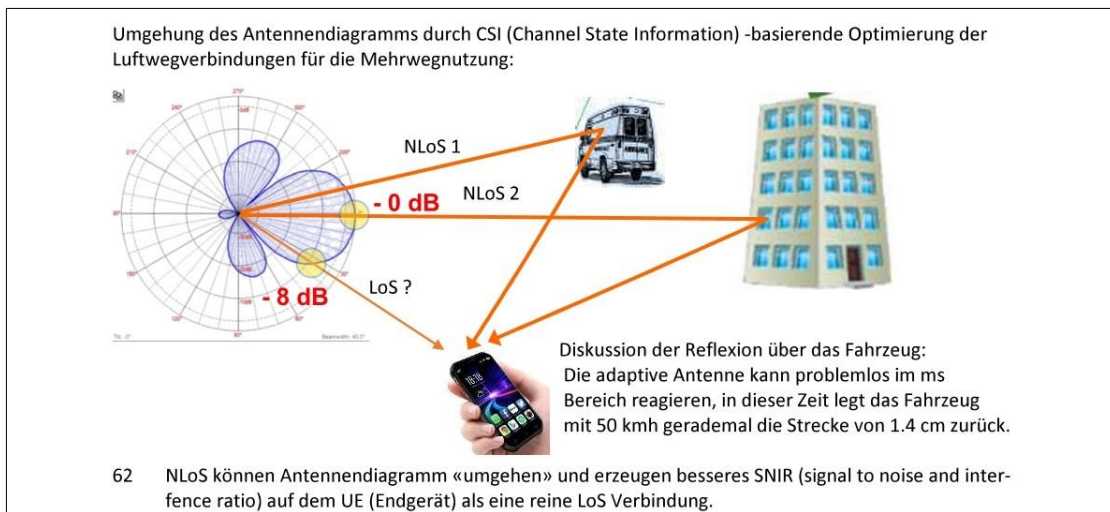 Umgehung des Antennendiagramms durch CSI (Channel State Information) -basierende Optimierung der
Luftwegverbindungen für die Mehrwegnutzung:
NLoS 1
NLoS 2
- 0 dB
LoS ?
- 8 dB
18:18
Diskussion der Reflexion über das Fahrzeug:
Die adaptive Antenne kann problemlos im ms
Bereich reagieren, in dieser Zeit legt das Fahrzeug
mit 50 kmh gerademal die Strecke von 1.4 cm zurück.
62 NLoS können Antennendiagramm «umgehen» und erzeugen besseres SNIR (signal to noise and inter-
fence ratio) auf dem UE (Endgerät) als eine reine LoS Verbindung.